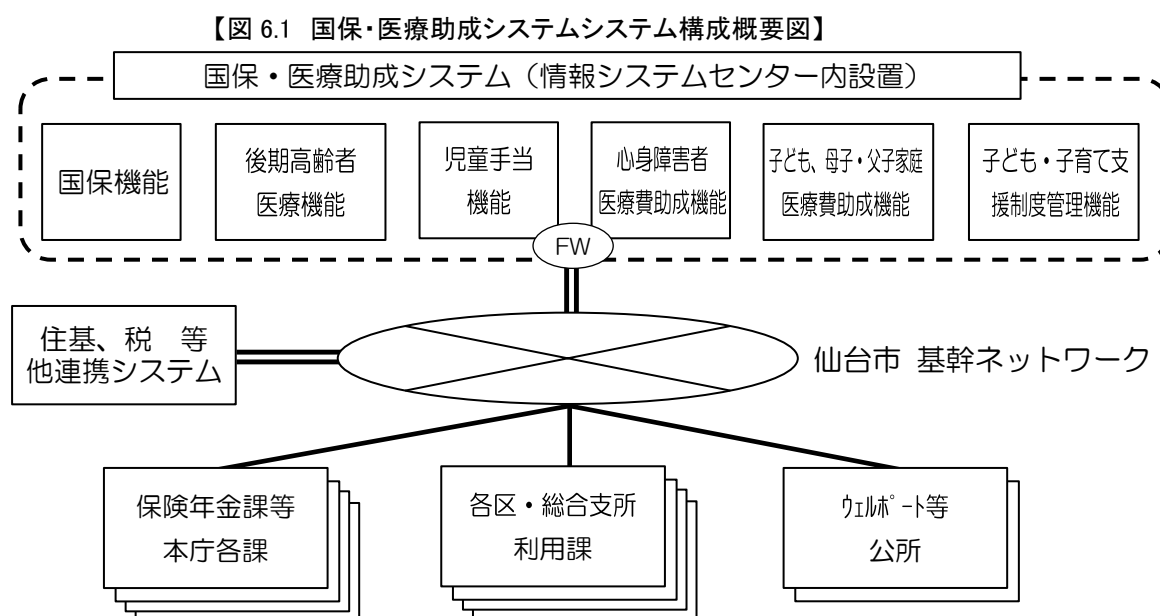 【図 6.1 国保・医療助成システムシステム構成概要図】
国保・医療助成システム（情報システムセンター内設置）
国保機能
後期高齢者
医療機能
児童手当
機能
心身障害者
医療費助成機能
子ども、母子・父子家庭
医療費助成機能
子ども・子育て支
援制度管理機能
FW
住基、税　等
他連携システム
仙台市 基幹ネットワーク
保険年金課等
本庁各課
各区・総合支所
利用課
ｳｪﾙﾎﾟｰﾄ等
公所